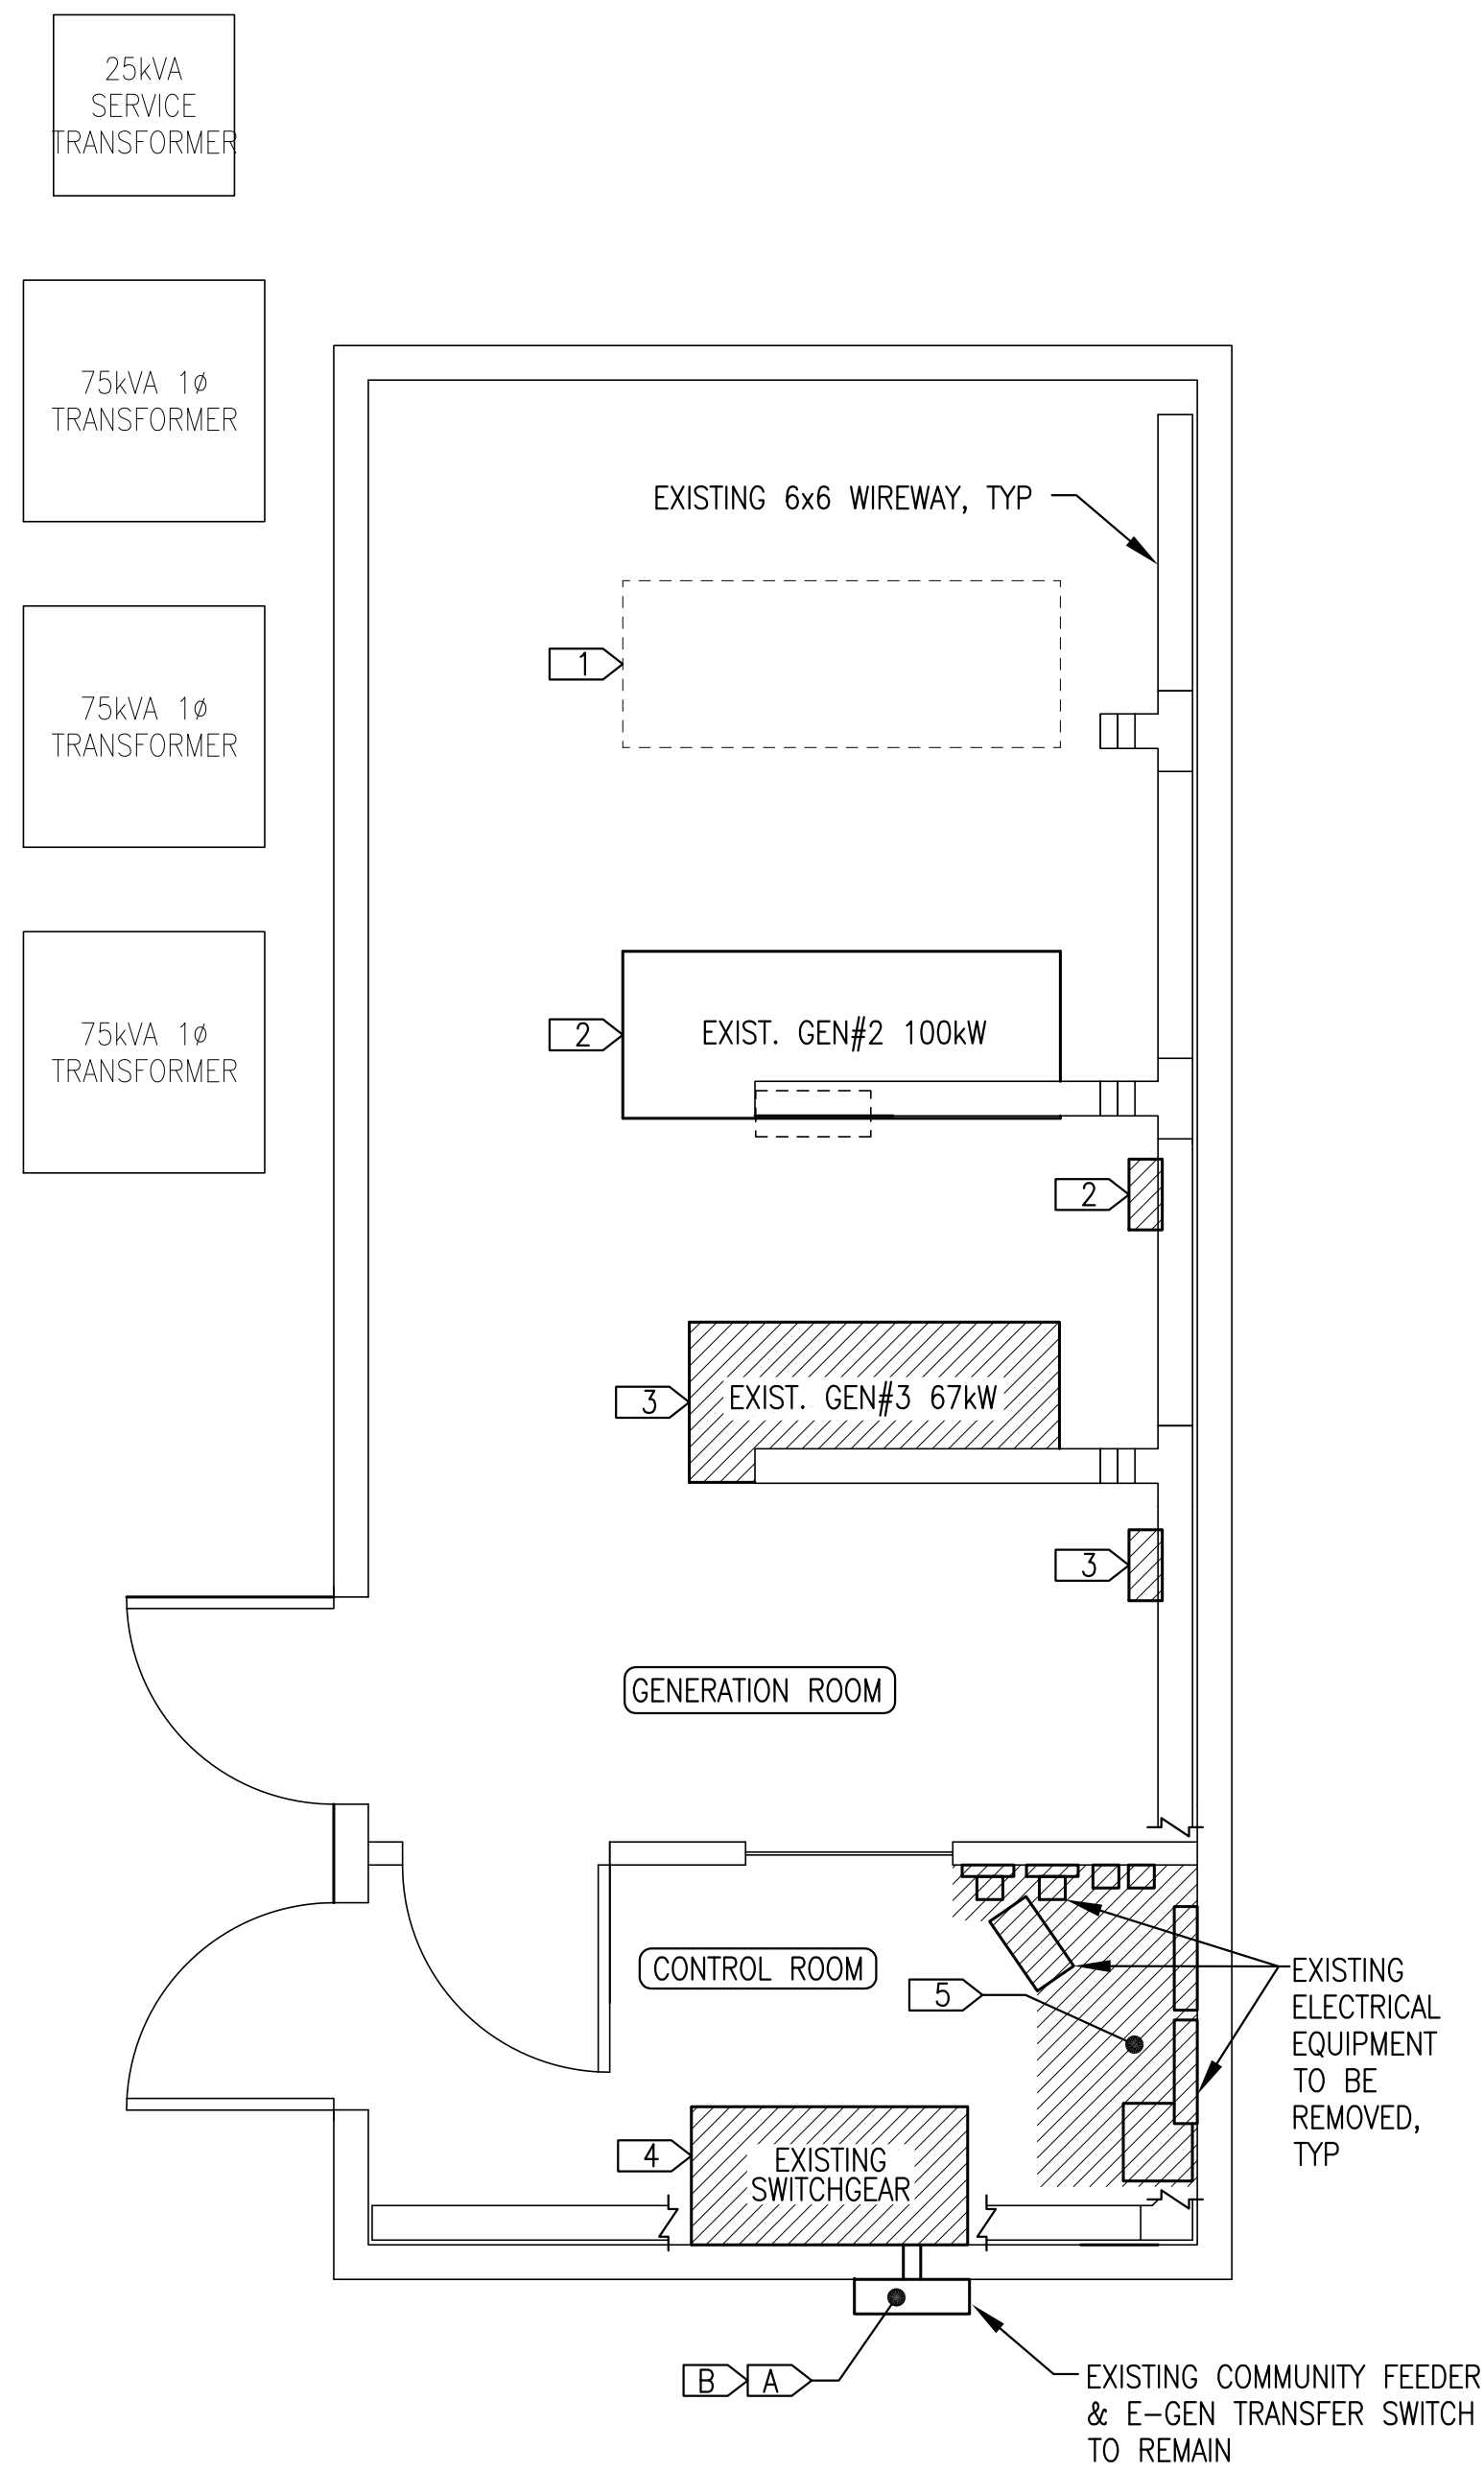 25kVA
SERVICE
TRANSFORMER
75kVA 1ø
TRANSFORMER
EXISTING 6x6 WIREWAY, TYP
1
75kVA 1ø
TRANSFORMER
2
EXIST. GEN#2 100kW
75kVA 1ø
TRANSFORMER
2
3
EXIST. GEN#3 67kW
3
GENERATION ROOM
CONTROL ROOM
5
EXISTING
ELECTRICAL
EQUIPMENT
TO BE
REMOVED,
TYP
4
EXISTING
SWITCHGEAR
B
A
EXISTING COMMUNITY FEEDER
& E-GEN TRANSFER SWITCH
TO REMAIN